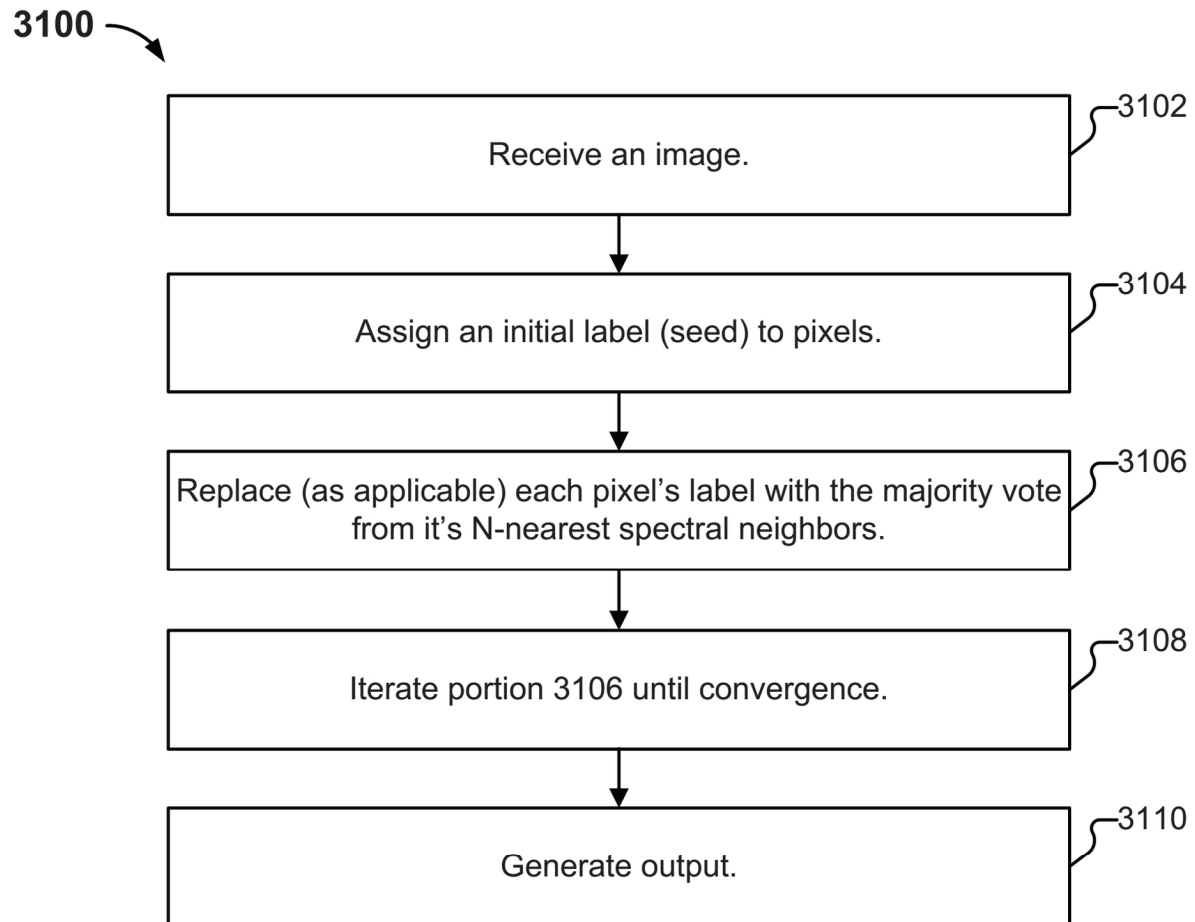 3100
3102
Receive an image.
3104
Assign an initial label (seed) to pixels.
3106
Replace (as applicable) each pixel’s label with the majority vote
from it’s N-nearest spectral neighbors.
3108
Iterate portion 3106 until convergence.
3110
Generate output.